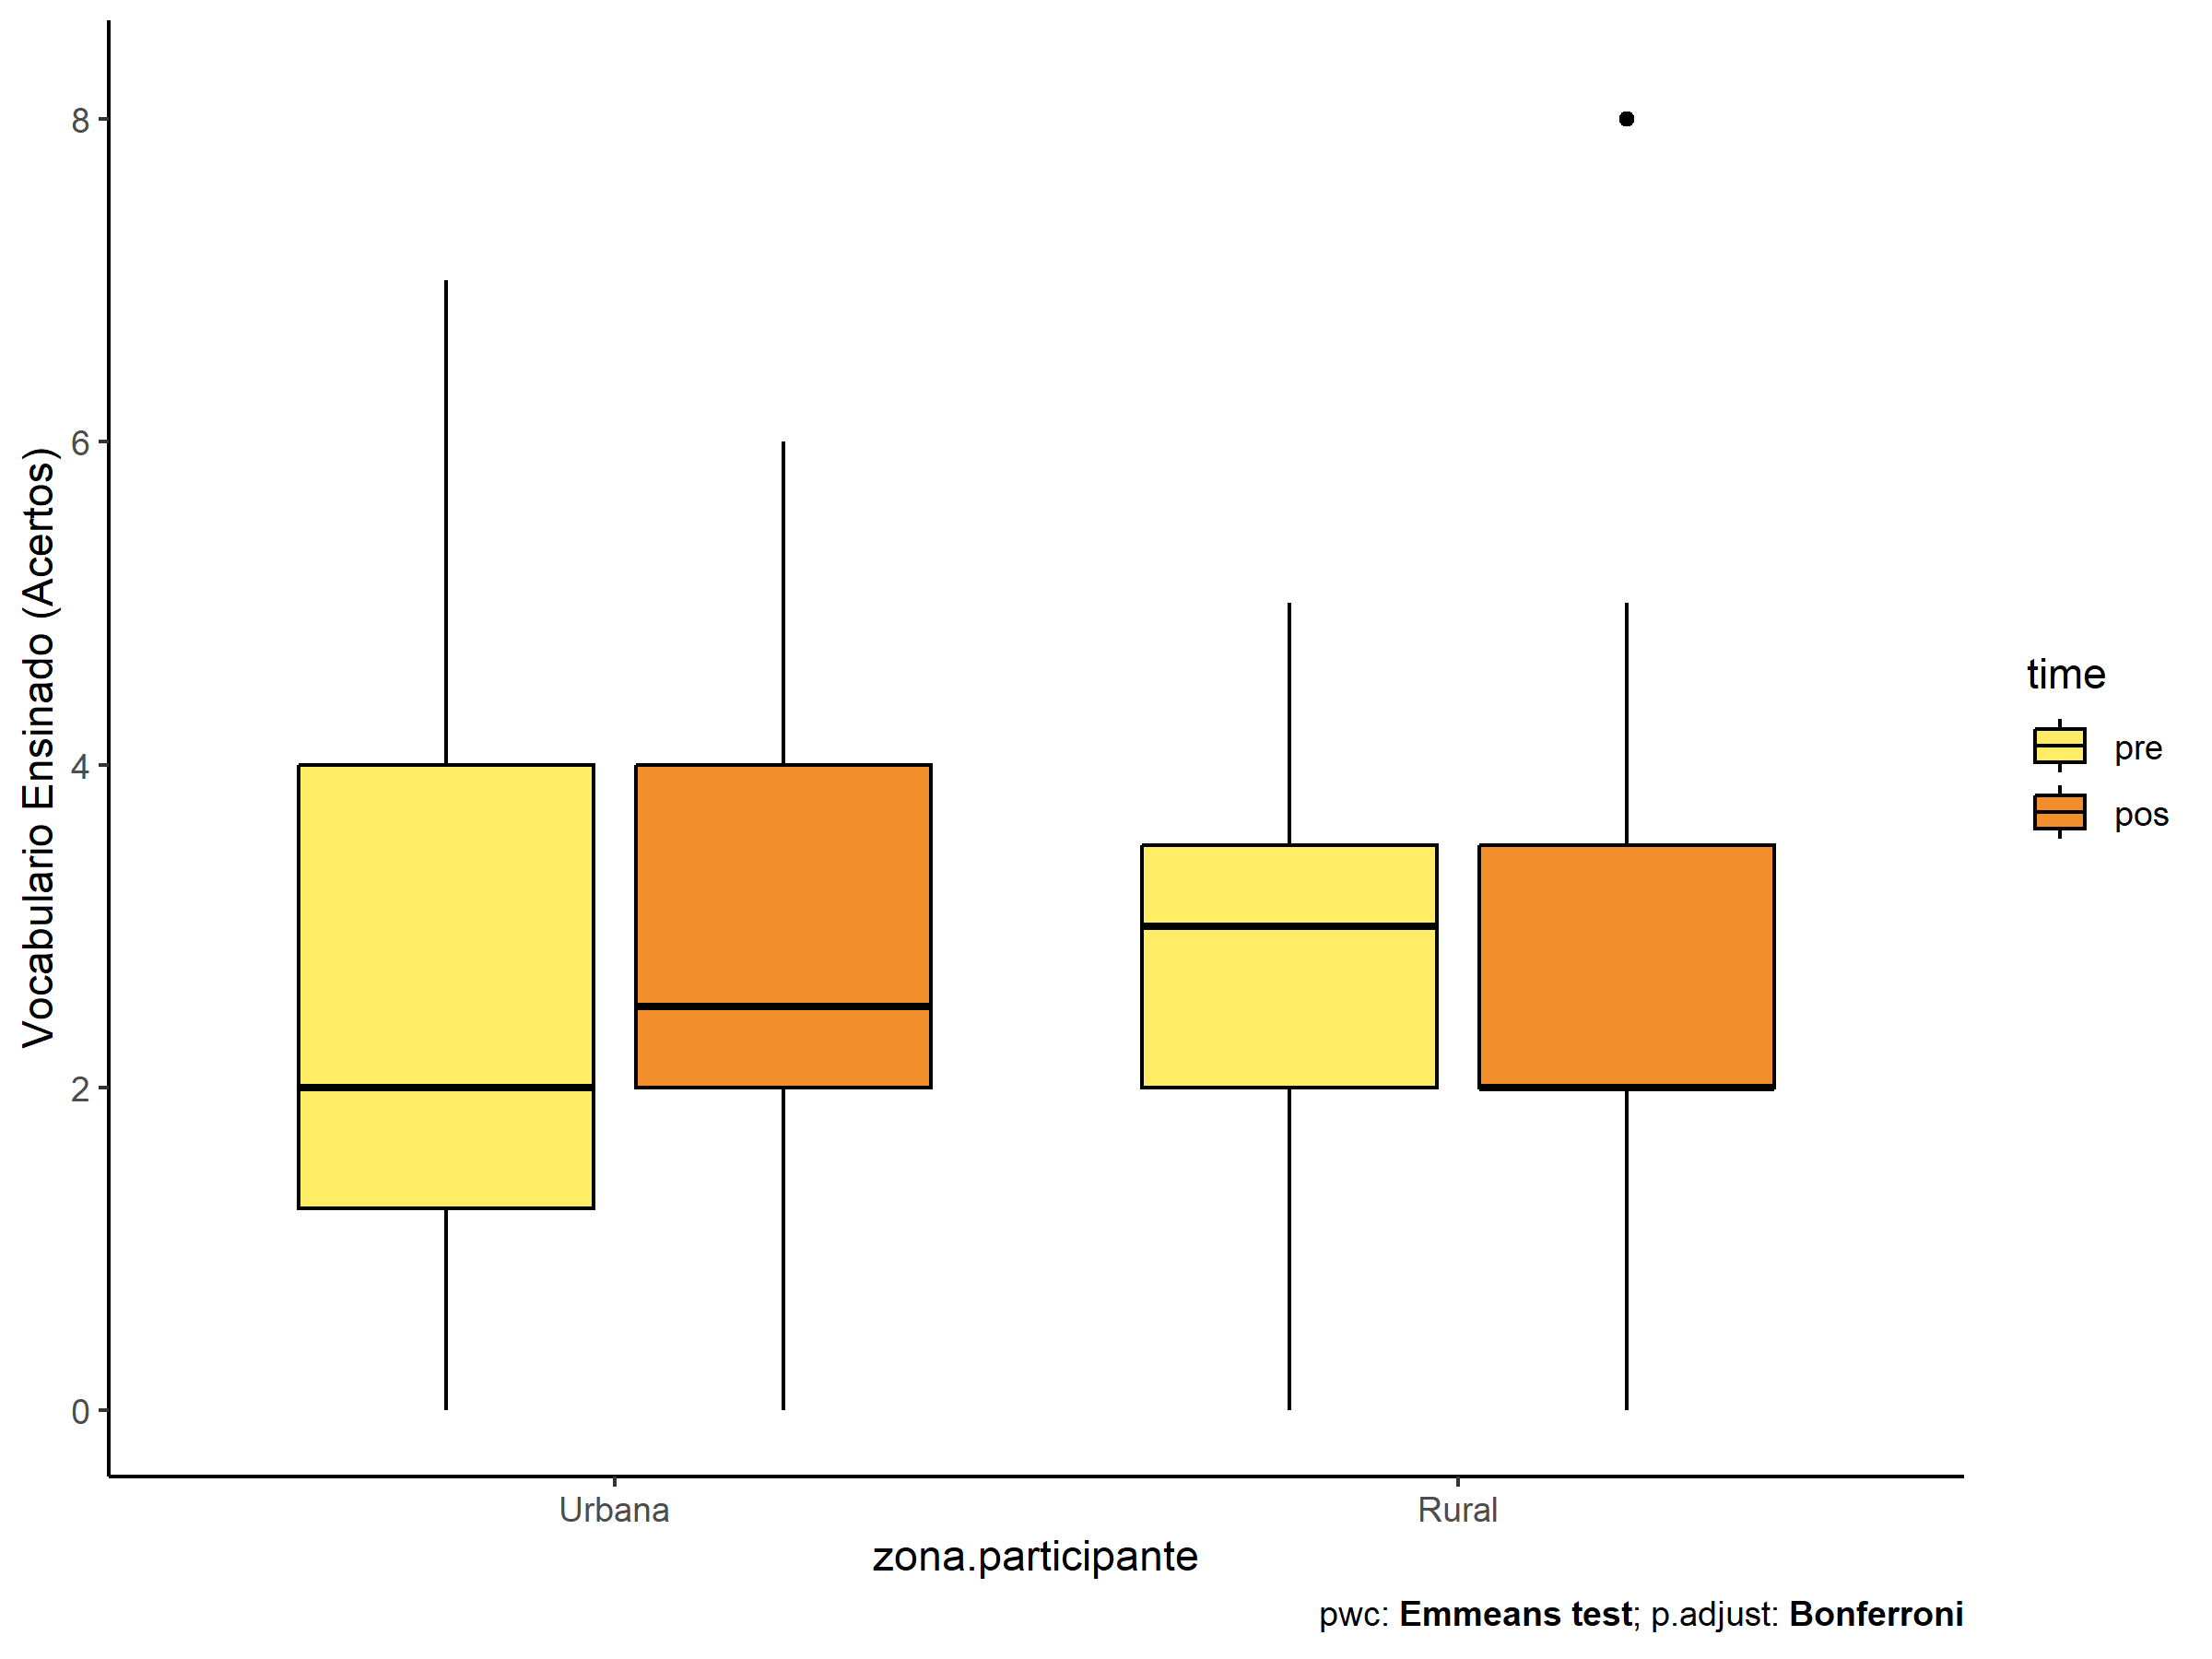 Vocabulario Ensinado (Acertos)
8
6
4
2
0
Urbana
Rural
zona.participante
time
pre
pos
pwc: Emmeans test; p.adjust: Bonferroni